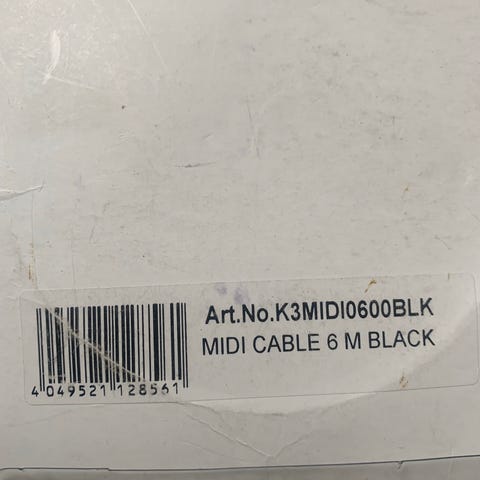 Art.No.K3MIDI0600BLK
MIDI CABLE 6 M BLACK
4 049521 128561